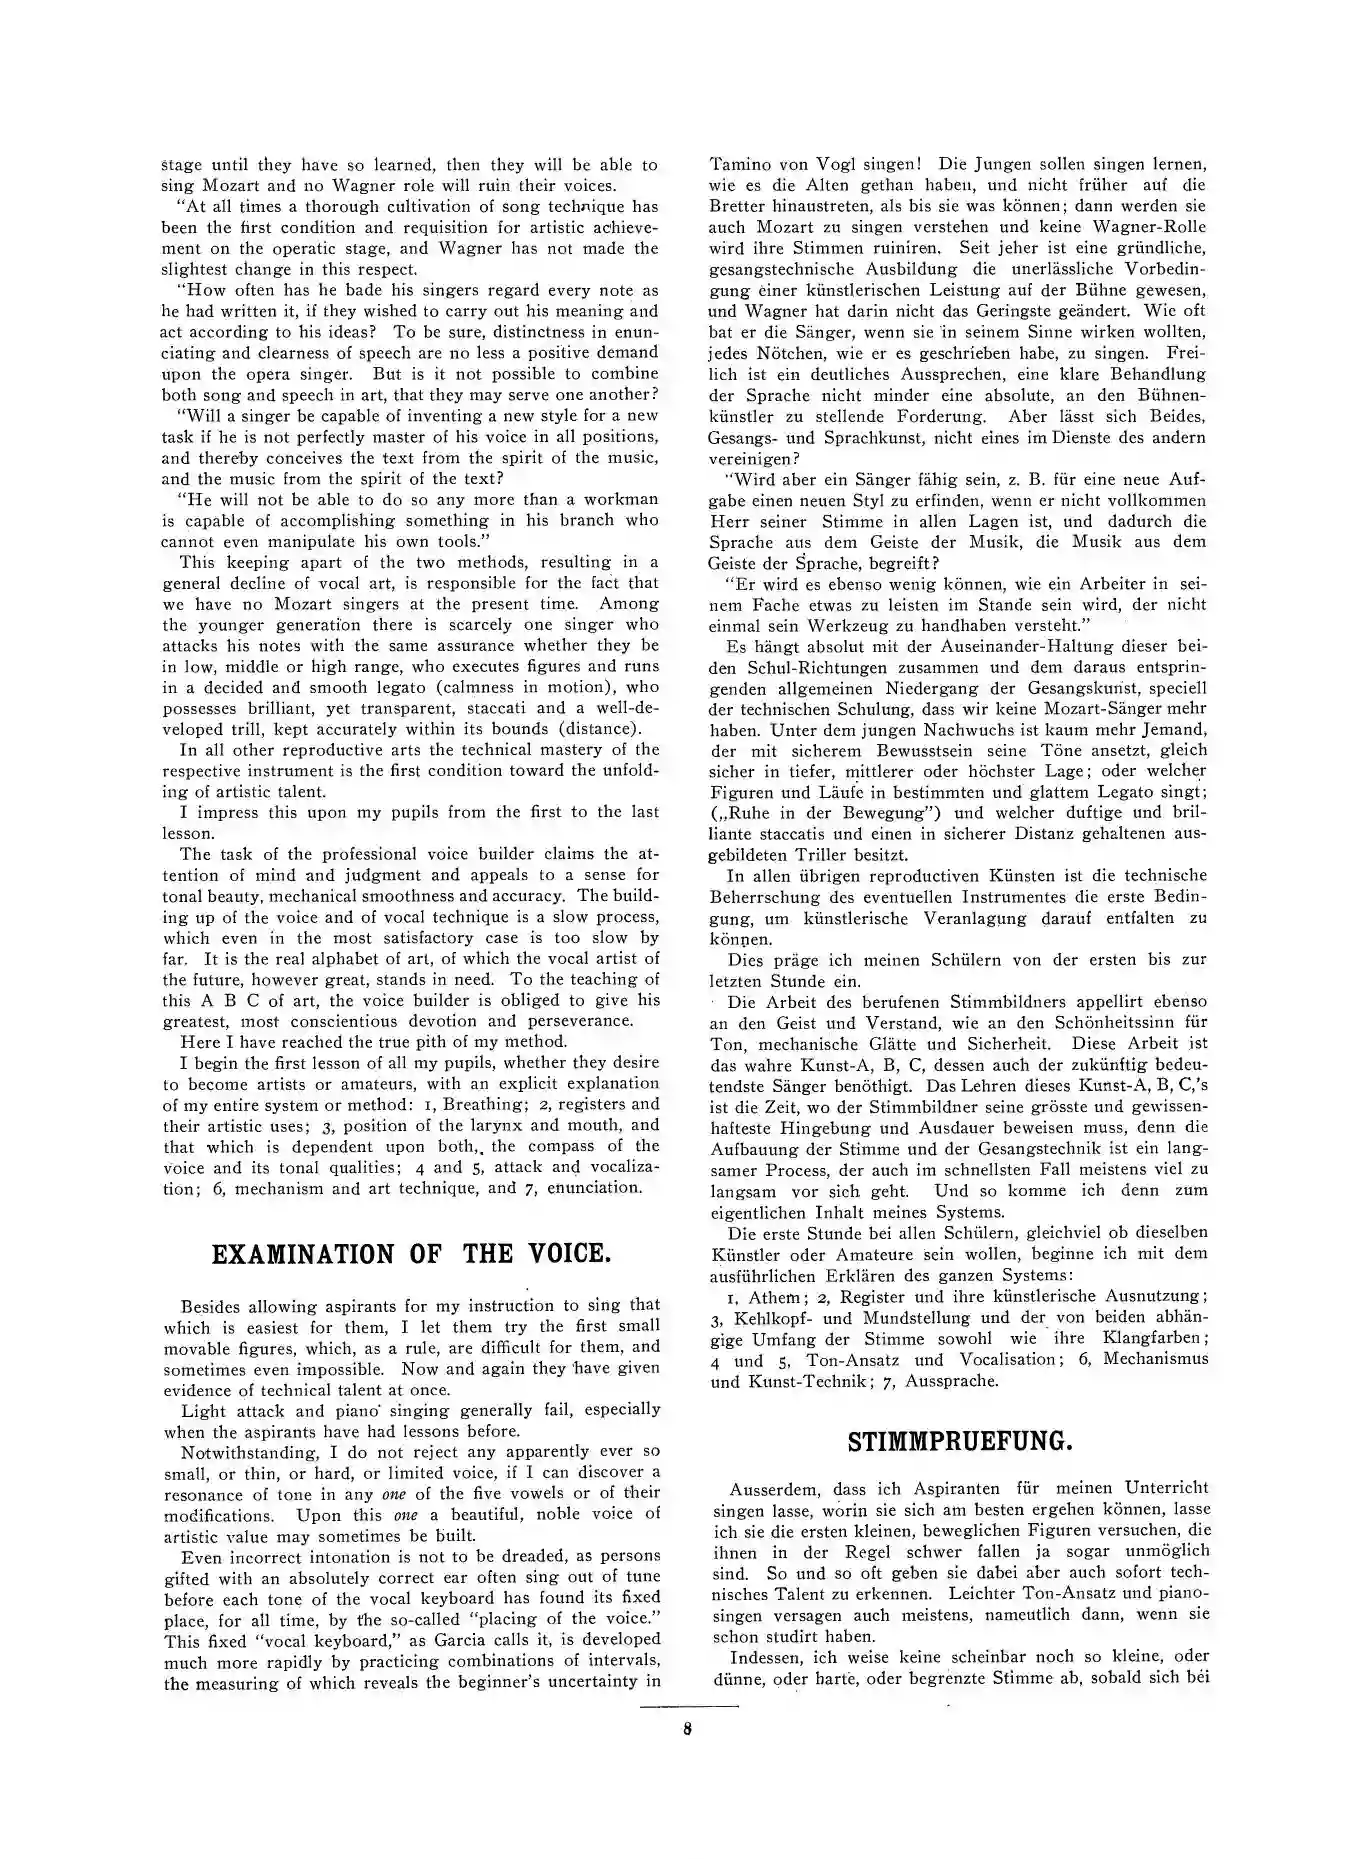 stage until they have so learned, then they will be able to
sing Mozart and no Wagner role will ruin their voices.
"At all times a thorough cultivation of song technique has
been the first condition and requisition for artistic achieve-
ment on the operatic stage, and Wagner has not made the
slightest change in this respect.
"How often has he bade his singers regard every note as
he had written it, if they wished to carry out his meaning and
act according to his ideas? To be sure, distinctness in enun-
ciating and clearness of speech are no less a positive demand
upon the opera singer. But is it not possible to combine
both song and speech in art, that they may serve one another?
"Will a singer be capable of inventing a new style for a new
task if he is not perfectly master of his voice in all positions,
and thereby conceives the text from the spirit of the music,
and the music from the spirit of the text?
"He will not be able to do so any more than a workman
is capable of accomplishing something in his branch who
cannot even manipulate his own tools."
This keeping apart of the two methods, resulting in a
general decline of vocal art, is responsible for the fact that
we have no Mozart singers at the present time. Among
the younger generation there is scarcely one singer who
attacks his notes with the same assurance whether they be
in low, middle or high range, who executes figures and runs
in a decided and smooth legato (calmness in motion), who
possesses brilliant, yet transparent, staccati and a well-de-
veloped trill, kept accurately within its bounds (distance).
In all other reproductive arts the technical mastery of the
respective instrument is the first condition toward the unfold-
ing of artistic talent.
I impress this upon my pupils from the first to the last
lesson.
The task of the professional voice builder claims the at-
tention of mind and judgment and appeals to a sense for
tonal beauty, mechanical smoothness and accuracy. The build-
ing up of the voice and of vocal technique is a slow process,
which even in the most satisfactory case is too slow by
far. It is the real alphabet of art, of which the vocal artist of
the future, however great, stands in need. To the teaching of
this A B C of art, the voice builder is obliged to give his
greatest, most conscientious devotion and perseverance.
Here I have reached the true pith of my method.
I begin the first lesson of all my pupils, whether they desire
to become artists or amateurs, with an explicit explanation
of my entire system or method: 1, Breathing; 2, registers and
their artistic uses; 3, position of the larynx and mouth, and
that which is dependent upon both,. the compass of the
voice and its tonal qualities; 4 and 5, attack and vocaliza-
tion; 6, mechanism and art technique, and 7, enunciation.
EXAMINATION OF THE VOICE.
Besides allowing aspirants for my instruction to sing that
which is easiest for them, I let them try the first small
movable figures, which, as a rule, are difficult for them, and
sometimes even impossible. Now and again they have given
evidence of technical talent at once.
Light attack and piano singing generally fail, especially
when the aspirants have had lessons before.
Notwithstanding, I do not reject any apparently ever so
small, or thin, or hard, or limited voice, if I can discover a
resonance of tone in any one of the five vowels or of their
modifications. Upon this one a beautiful, noble voice of
artistic value may sometimes be built.
Even incorrect intonation is not to be dreaded, as persons
gifted with an absolutely correct ear often sing out of tune
before each tone of the vocal keyboard has found its fixed
place, for all time, by the so-called "placing of the voice."
This fixed "vocal keyboard," as Garcia calls it, is developed
much more rapidly by practicing combinations of intervals,
the measuring of which reveals the beginner's uncertainty in
Tamino von Vogl singen! Die Jungen sollen singen lernen,
wie es die Alten gethan haben, und nicht früher auf die
Bretter hinaustreten, als bis sie was können; dann werden sie
auch Mozart zu singen verstehen und keine Wagner-Rolle
wird ihre Stimmen ruiniren. Seit jeher ist eine gründliche,
gesangstechnische Ausbildung die unerlässliche Vorbedin-
gung einer künstlerischen Leistung auf der Bühne gewesen,
und Wagner hat darin nicht das Geringste geändert. Wie oft
bat er die Sänger, wenn sie in seinem Sinne wirken wollten,
jedes Nötchen, wie er es geschrieben habe, zu singen. Frei-
lich ist ein deutliches Aussprechen, eine klare Behandlung
der Sprache nicht minder eine absolute, an den Bühnen-
künstler zu stellende Forderung. Aber lässt sich Beides,
Gesangs- und Sprachkunst, nicht eines im Dienste des andern
vereinigen?
"Wird aber ein Sänger fähig sein, z. B. für eine neue Auf-
gabe einen neuen Styl zu erfinden, wenn er nicht vollkommen
Herr seiner Stimme in allen Lagen ist, und dadurch die
Sprache aus dem Geiste der Musik, die Musik aus dem
Geiste der Sprache, begreift?
"Er wird es ebenso wenig können, wie ein Arbeiter in sei-
nem Fache etwas zu leisten im Stande sein wird, der nicht
einmal sein Werkzeug zu handhaben versteht."
Es hängt absolut mit der Auseinander-Haltung dieser bei-
den Schul-Richtungen zusammen und dem daraus entsprin-
genden allgemeinen Niedergang der Gesangskunst, speciell
der technischen Schulung, dass wir keine Mozart-Sänger mehr
haben. Unter dem jungen Nachwuchs ist kaum mehr Jemand,
der mit sicherem Bewusstsein seine Töne ansetzt, gleich
sicher in tiefer, mittlerer oder höchster Lage; oder welcher
Figuren und Läufe in bestimmten und glattem Legato singt;
(„Ruhe in der Bewegung") und welcher duftige und bril-
liante staccatis und einen in sicherer Distanz gehaltenen aus-
gebildeten Triller besitzt.
In allen übrigen reproductiven Künsten ist die technische
Beherrschung des eventuellen Instrumentes die erste Bedin-
gung, um künstlerische Veranlagung darauf entfalten zu
können.
Dies präge ich meinen Schülern von der ersten bis zur
letzten Stunde ein.
Die Arbeit des berufenen Stimmbildners appellirt ebenso
an den Geist und Verstand, wie an den Schönheitssinn für
Ton, mechanische Glätte und Sicherheit. Diese Arbeit ist
das wahre Kunst-A, B, C, dessen auch der zukünftig bedeu-
tendste Sänger benöthigt. Das Lehren dieses Kunst-A, B, C,'s
ist die Zeit, wo der Stimmbildner seine grösste und gewissen-
hafteste Hingebung und Ausdauer beweisen muss, denn die
Aufbauung der Stimme und der Gesangstechnik ist ein lang-
samer Process, der auch im schnellsten Fall meistens viel zu
langsam vor sich geht. Und so komme ich denn zum
eigentlichen Inhalt meines Systems.
Die erste Stunde bei allen Schülern, gleichviel ob dieselben
Künstler oder Amateure sein wollen, beginne ich mit dem
ausführlichen Erklären des ganzen Systems:
1, Athem; 2, Register und ihre künstlerische Ausnutzung;
3, Kehlkopf- und Mundstellung und der von beiden abhän-
gige Umfang der Stimme sowohl wie ihre Klangfarben;
4 und 5, Ton-Ansatz und Vocalisation; 6, Mechanismus
und Kunst-Technik; 7, Aussprache.
STIMMPRUEFUNG.
Ausserdem, dass ich Aspiranten für meinen Unterricht
singen lasse, worin sie sich am besten ergehen können, lasse
ich sie die ersten kleinen, beweglichen Figuren versuchen, die
ihnen in der Regel schwer fallen ja sogar unmöglich
sind. So und so oft geben sie dabei aber auch sofort tech-
nisches Talent zu erkennen. Leichter Ton-Ansatz und piano-
singen versagen auch meistens, nameutlich dann, wenn sie
schon studirt haben.
Indessen, ich weise keine scheinbar noch so kleine, oder
dünne, oder harte, oder begrenzte Stimme ab, sobald sich bei
8